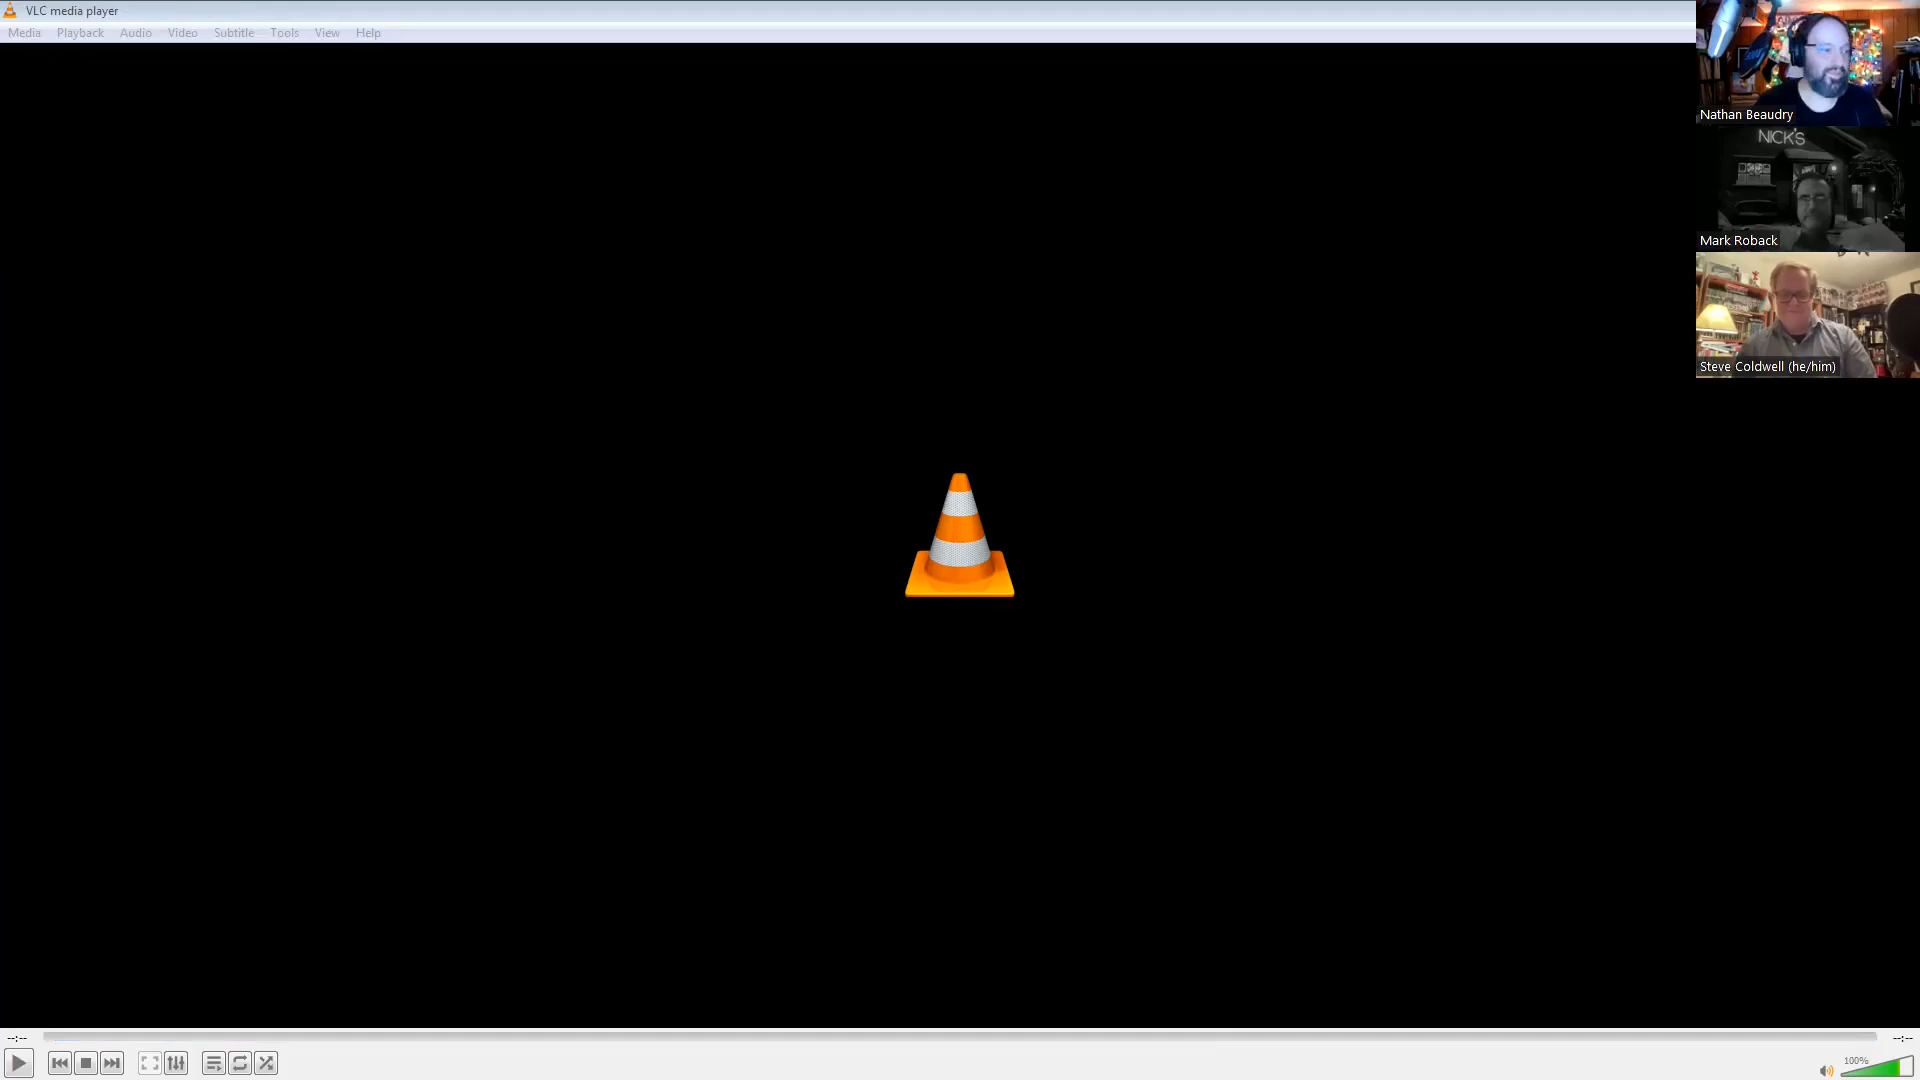 VLC media player
Media Playback Audio Video Subtitle Tools View Help
Nathan Beaudry
NICK'S
Mark Roback
Steve Coldwell (he/him)
--:-- --:--
100%